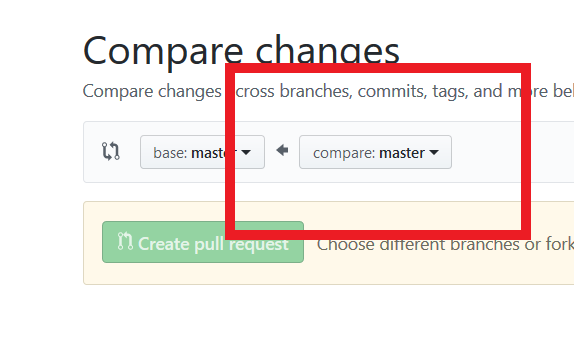 Compare changes
Compare changes across branches, commits, tags, and more
base: master compare: master
Create pull request Choose different branches or fork